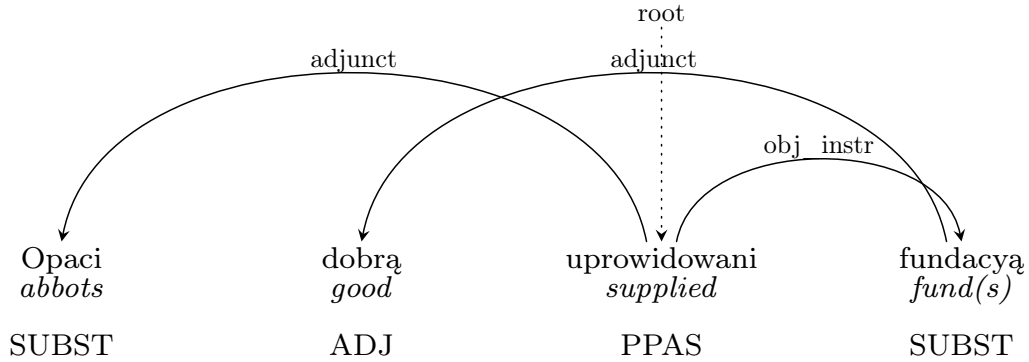 root
adjunct adjunct
obj_instr
Opaci dobrą uprowidowani fundacyą
abbots good supplied fund(s)
SUBST ADJ PPAS SUBST